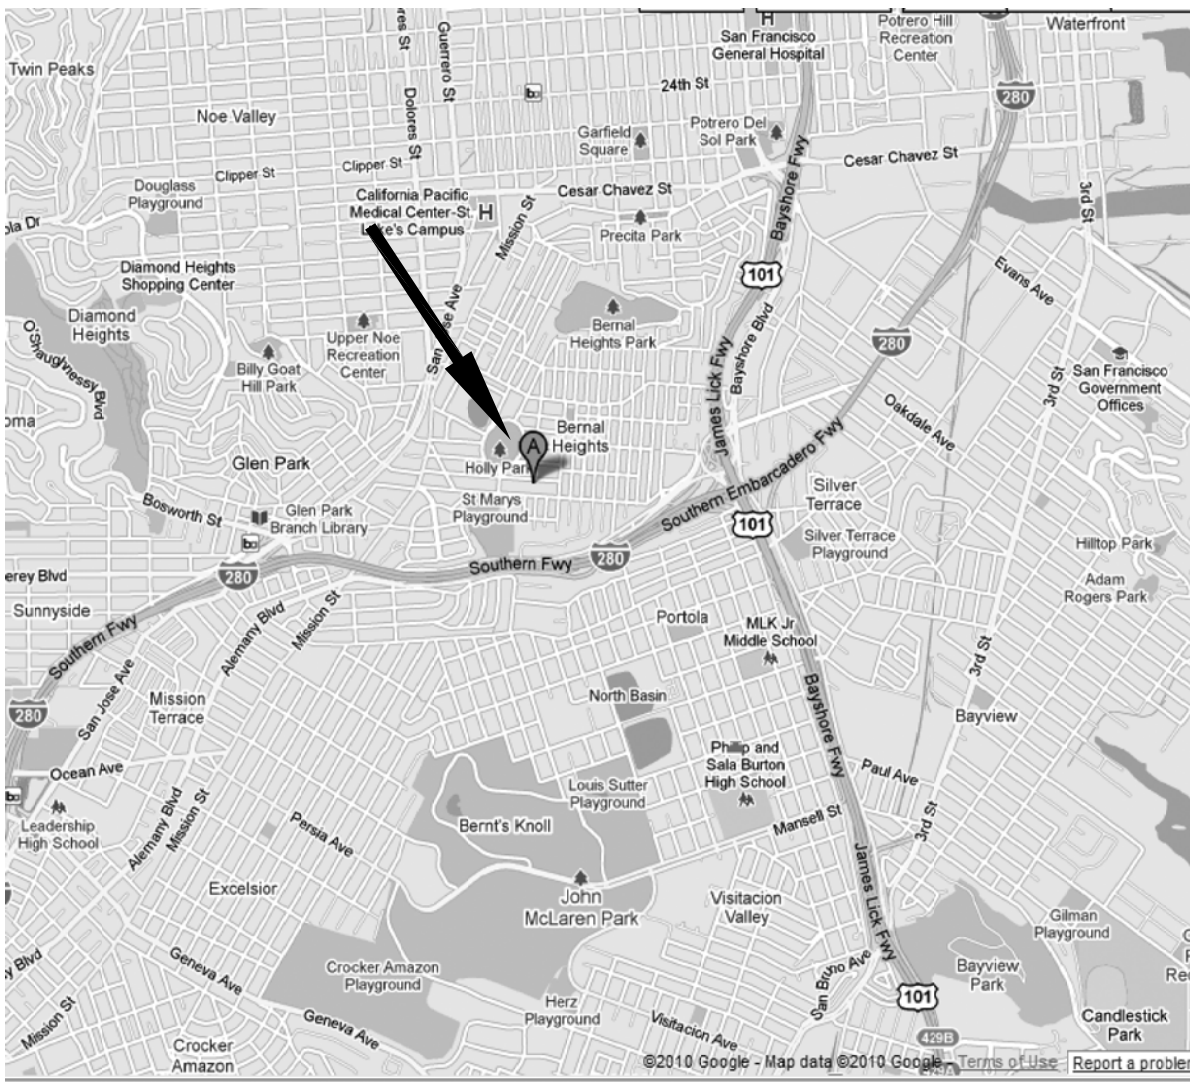 San Francisco
General Hospital
H
Potrero Hill
Recreation
Center
Waterfront
Twin Peaks
Guerrero St
Dolores St
24th St
280
Noe Valley
Garfield
Square
Potrero Del
Sol Park
Bayshore Fwy
Clipper St
Clipper St
Cesar Chavez St
Douglass
Playground
California Pacific
Medical Center-St.
H
Cesar Chavez St
3rd St
Mission St
Precita Park
Diamond Heights
Shopping Center
101
Evans Ave
Diamond
Heights
Bernal
Heights Park
Bayshore Blvd
280
O'Shaughnessy
Blvd
Upper Noe
Recreation
Center
Billy Goat
Hill Park
James Lick Fwy
3rd St
San Francisco
Government
Offices
Oakdale Ave
Bernal
Heights
A
Glen Park
Holly Park
Southern Embarcadero Fwy
Silver
Terrace
St Marys
Playground
Bosworth St
Glen Park
Branch Library
101
Silver Terrace
Playground
Hilltop Park
280
Southern Fwy
280
Adam
Rogers Park
erey Blvd
Sunnyside
Southern Fwy
Alemany Blvd
Mission St
Portola
MLK Jr
Middle School
3rd St
San Jose Ave
Mission
Terrace
North Basin
280
Bayshore Fwy
Bayview
Ocean Ave
Philip and
Sala Burton
High School
Paul Ave
Louis Sutter
Playground
Leadership
High School
Alemany Blvd
Mission St
Persia Ave
Bernt's Knoll
Mansell St
3rd St
James Lick Fwy
Excelsior
John
McLaren Park
Visitacion
Valley
Gilman
Playground
Geneva Ave
Crocker Amazon
Playground
San Bruno Ave
Bayview
Park
101
Herz
Playground
Mission St
Geneva Ave
Visitacion Ave
Candlestick
Park
Crocker
Amazon
429B
©2010 Google - Map data ©2010 Google - Terms of Use
Report a problem